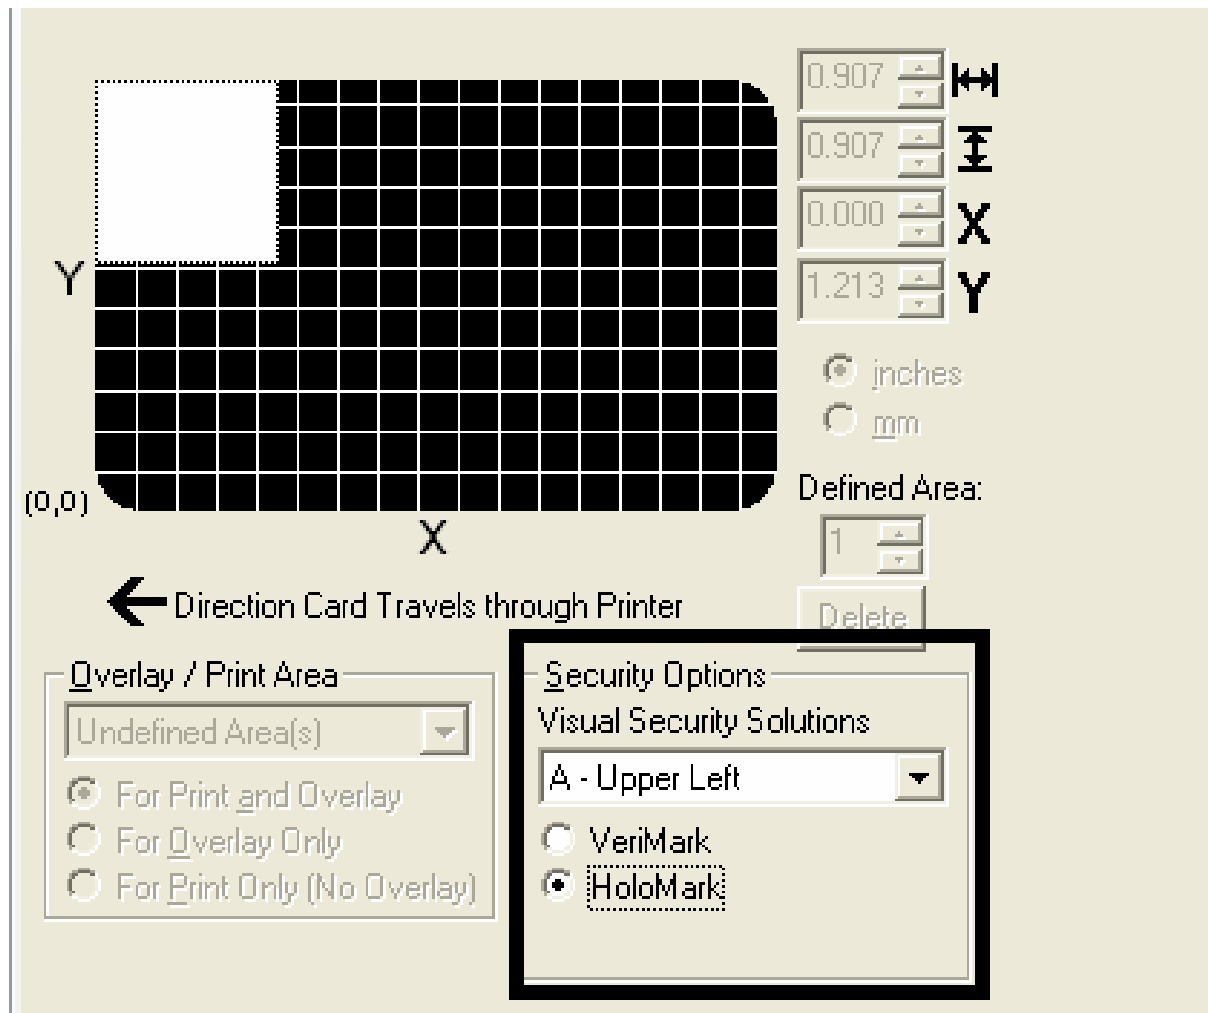 0.907
0.907
0.000
X
Y
1.213
Y
inches
mm
(0,0)
Defined Area:
X
1
Direction Card Travels through Printer
Delete
Overlay / Print Area
Undefined Area(s)
For Print and Overlay
For Overlay Only
For Print Only (No Overlay)
Security Options
Visual Security Solutions
A - Upper Left
VeriMark
HoloMark